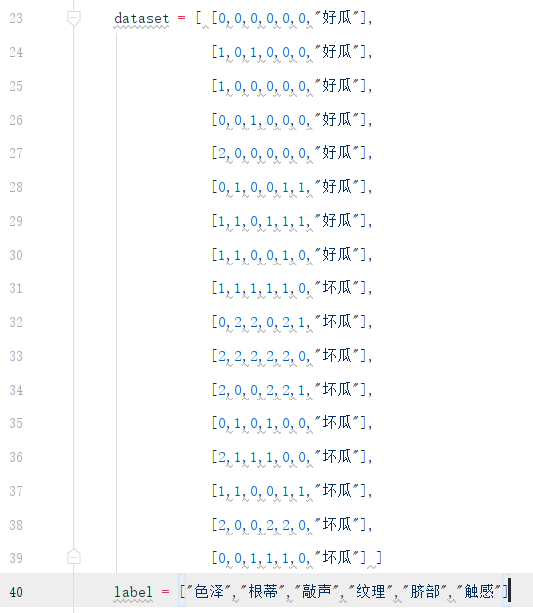 23 dataset = [ [0,0,0,0,0,0,"好瓜"],
24 [1,0,1,0,0,0,"好瓜"],
25 [1,0,0,0,0,0,"好瓜"],
26 [0,0,1,0,0,0,"好瓜"],
27 [2,0,0,0,0,0,"好瓜"],
28 [0,1,0,0,1,1,"好瓜"],
29 [1,1,0,1,1,1,"好瓜"],
30 [1,1,0,0,1,0,"好瓜"],
31 [1,1,1,1,1,0,"坏瓜"],
32 [0,2,2,0,2,1,"坏瓜"],
33 [2,2,2,2,2,0,"坏瓜"],
34 [2,0,0,2,2,1,"坏瓜"],
35 [0,1,0,1,0,0,"坏瓜"],
36 [2,1,1,1,0,0,"坏瓜"],
37 [1,1,0,0,1,1,"坏瓜"],
38 [2,0,0,2,2,0,"坏瓜"],
39 [0,0,1,1,1,0,"坏瓜"] ]
40 label = ["色泽","根蒂","敲声","纹理","脐部","触感"]